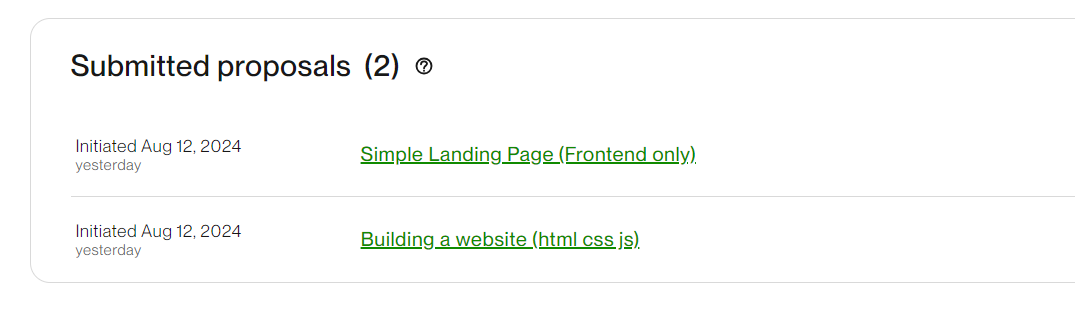 Submitted proposals (2)
Initiated Aug 12, 2024
yesterday
Simple Landing Page (Frontend only)
Initiated Aug 12, 2024
yesterday
Building a website (html css js)